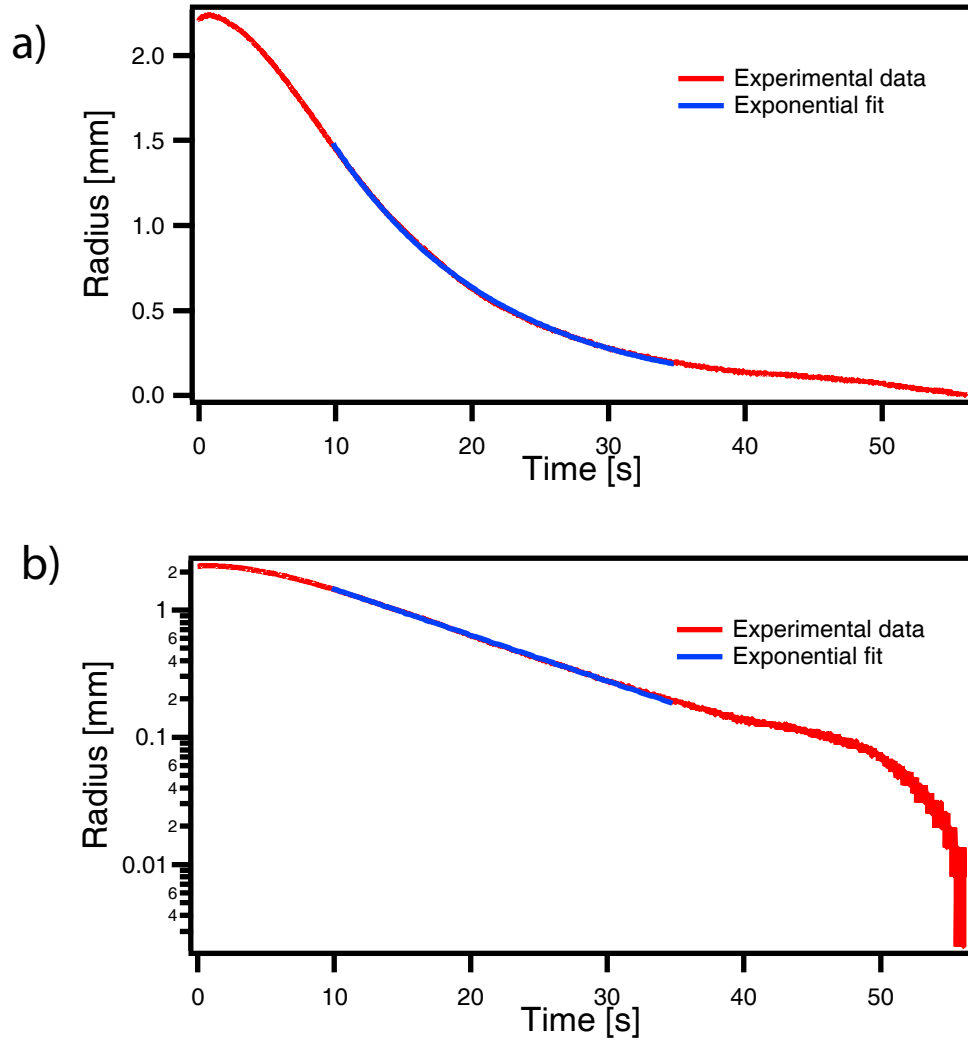 a)
Radius [mm]
2.0
1.5
1.0
0.5
0.0
Experimental data
Exponential fit
0 10 20 30 40 50
Time [s]
b)
Radius [mm]
2
1
6
4
2
0.1
6
4
2
0.01
6
4
Experimental data
Exponential fit
0 10 20 30 40 50
Time [s]